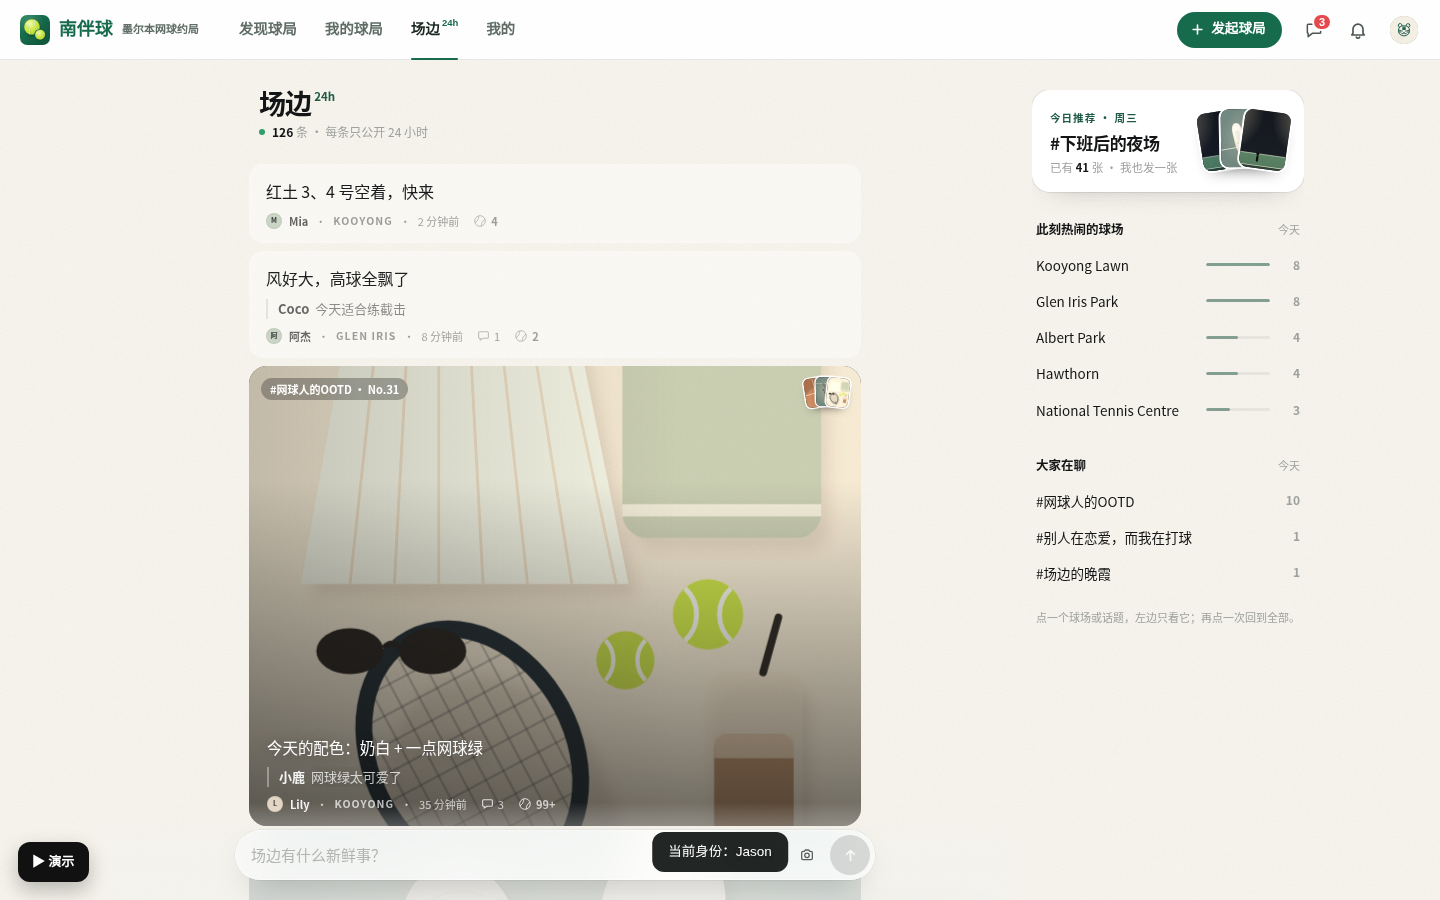 南伴球 墨尔本网球约局 发现球局 我的球局 场边 24h 我的 + 发起球局 3
场边 24h
126 条 · 每条只公开 24 小时
红土 3、4 号空着，快来
M Mia · KOOYONG · 2 分钟前 4
风好大，高球全飘了
Coco 今天适合练截击
阿 阿杰 · GLEN IRIS · 8 分钟前 1 2
#网球人的OOTD · No.31
今天的配色：奶白 + 一点网球绿
小鹿 网球绿太可爱了
L Lily · KOOYONG · 35 分钟前 3 99+
场边有什么新鲜事？
当前身份：Jason
▶ 演示
今日推荐 · 周三
#下班后的夜场
已有 41 张 · 我也发一张
此刻热闹的球场 今天
Kooyong Lawn 8
Glen Iris Park 8
Albert Park 4
Hawthorn 4
National Tennis Centre 3
大家在聊 今天
#网球人的OOTD 10
#别人在恋爱，而我在打球 1
#场边的晚霞 1
点一个球场或话题，左边只看它；再点一次回到全部。